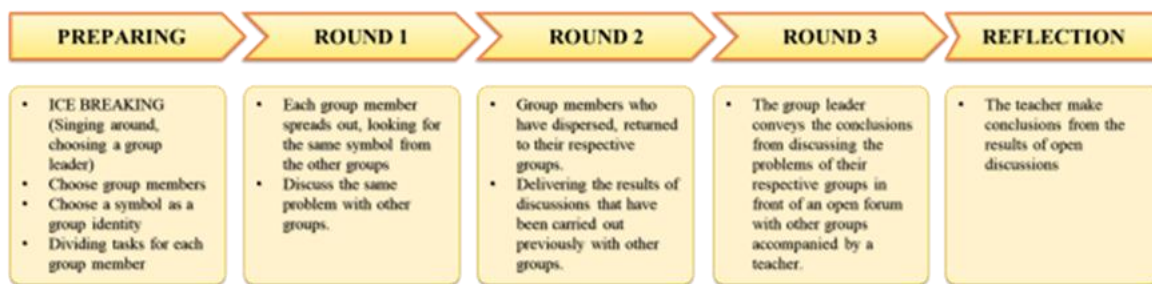 PREPARING
ROUND 1
ROUND 2
ROUND 3
REFLECTION
• ICE BREAKING
(Singing around,
choosing a group
leader)
• Choose group members
• Choose a symbol as a
group identity
• Dividing tasks for each
group member
• Each group member
spreads out, looking for
the same symbol from
the other groups
• Discuss the same
problem with other
groups.
• Group members who
have dispersed, returned
to their respective
groups.
• Delivering the results of
discussions that have
been carried out
previously with other
groups.
• The group leader
conveys the conclusions
from discussing the
problems of their
respective groups in
front of an open forum
with other groups
accompanied by a
teacher.
• The teacher make
conclusions from the
results of open
discussions